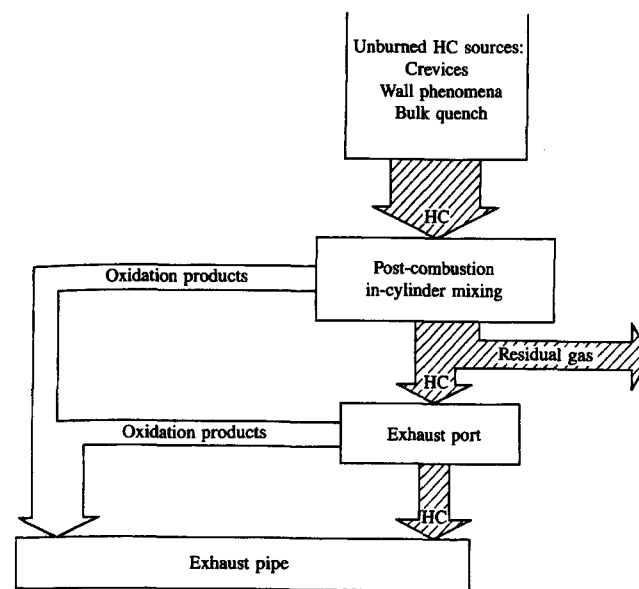 Unburned HC sources:
Crevices
Wall phenomena
Bulk quench
HC
Oxidation products
Post-combustion
in-cylinder mixing
Residual gas
HC
Oxidation products
Exhaust port
HC
Exhaust pipe